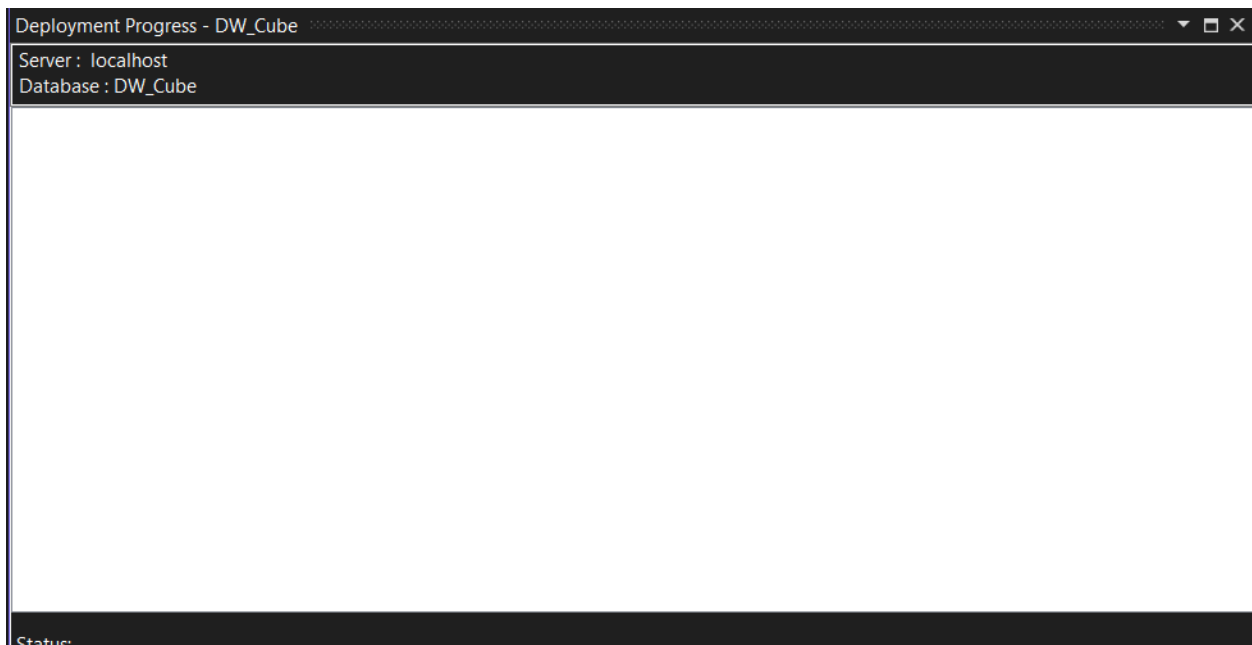 Deployment Progress - DW_Cube
Server : localhost
Database : DW_Cube
Status: